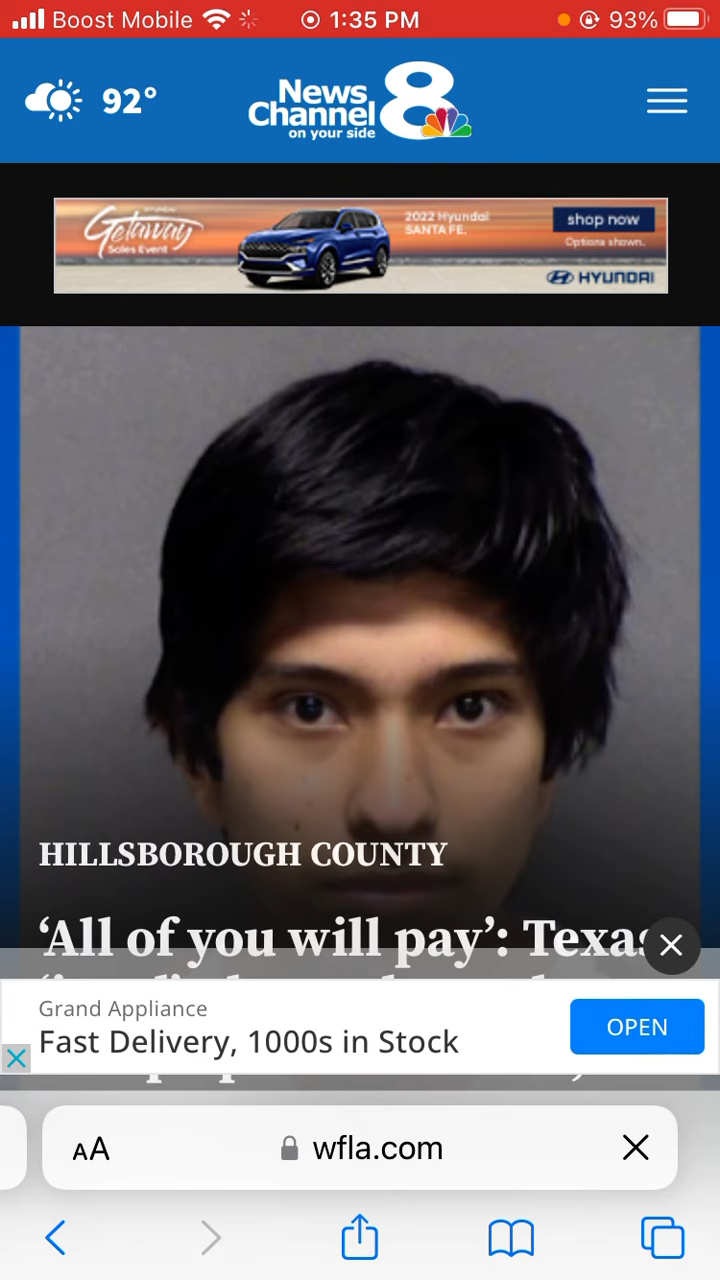 Boost Mobile 1:35 PM 93%
92°
News
Channel 8
on your side
Getaway
Sales Event
2022 Hyundai
SANTA FE.
shop now
Options shown.
HYUNDAI
HILLSBOROUGH COUNTY
‘All of you will pay’: Texas
Grand Appliance
Fast Delivery, 1000s in Stock
OPEN
AA wfla.com